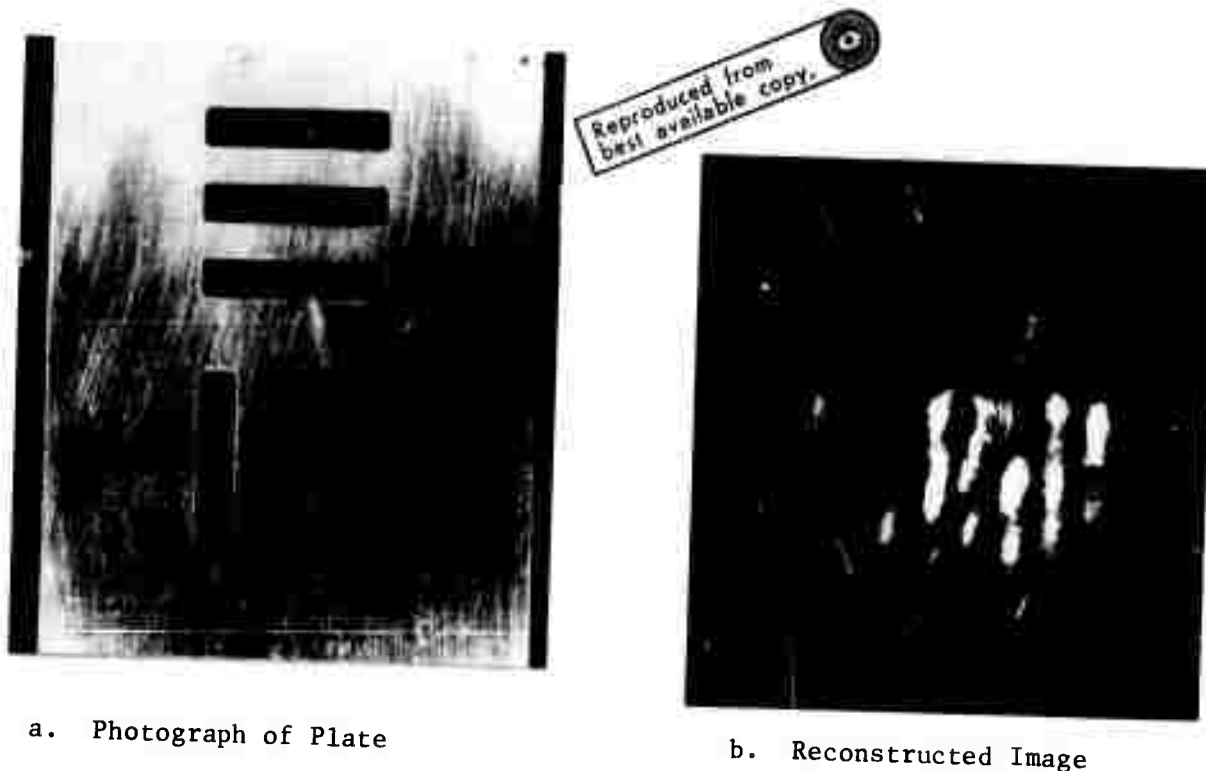 Reproduced from
best available copy.
a. Photograph of Plate
b. Reconstructed Image